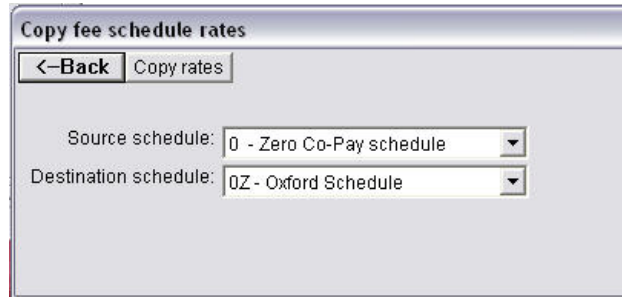 Copy fee schedule rates
<--Back Copy rates
Source schedule: 0 - Zero Co-Pay schedule
Destination schedule: 0Z - Oxford Schedule